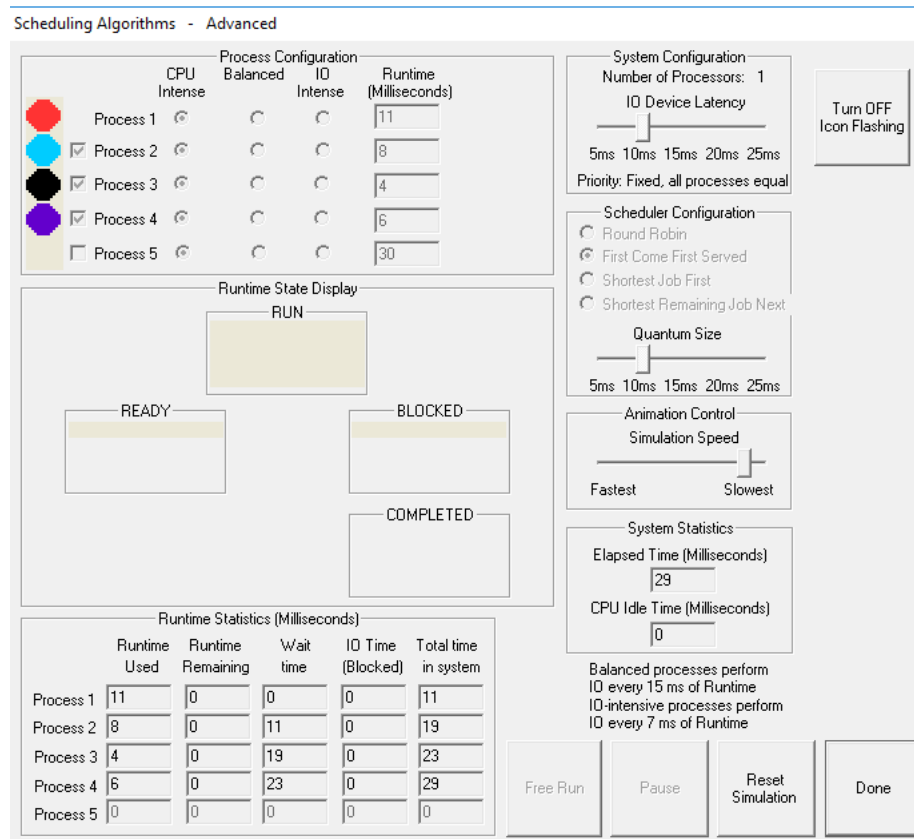 Scheduling Algorithms - Advanced
Process Configuration
CPU Intense Balanced IO Intense Runtime (Milliseconds)
Process 1 11
Process 2 8
Process 3 4
Process 4 6
Process 5 30
System Configuration
Number of Processors: 1
IO Device Latency
5ms 10ms 15ms 20ms 25ms
Priority: Fixed, all processes equal
Turn OFF
Icon Flashing
Scheduler Configuration
Round Robin
First Come First Served
Shortest Job First
Shortest Remaining Job Next
Quantum Size
5ms 10ms 15ms 20ms 25ms
Runtime State Display
RUN
READY
BLOCKED
COMPLETED
Animation Control
Simulation Speed
Fastest Slowest
System Statistics
Elapsed Time (Milliseconds)
29
CPU Idle Time (Milliseconds)
0
Runtime Statistics (Milliseconds)
Runtime Used Runtime Remaining Wait time IO Time (Blocked) Total time in system
Process 1 11 0 0 0 11
Process 2 8 0 11 0 19
Process 3 4 0 19 0 23
Process 4 6 0 23 0 29
Process 5 0 0 0 0 0
Balanced processes perform
IO every 15 ms of Runtime
IO-intensive processes perform
IO every 7 ms of Runtime
Free Run
Pause
Reset
Simulation
Done